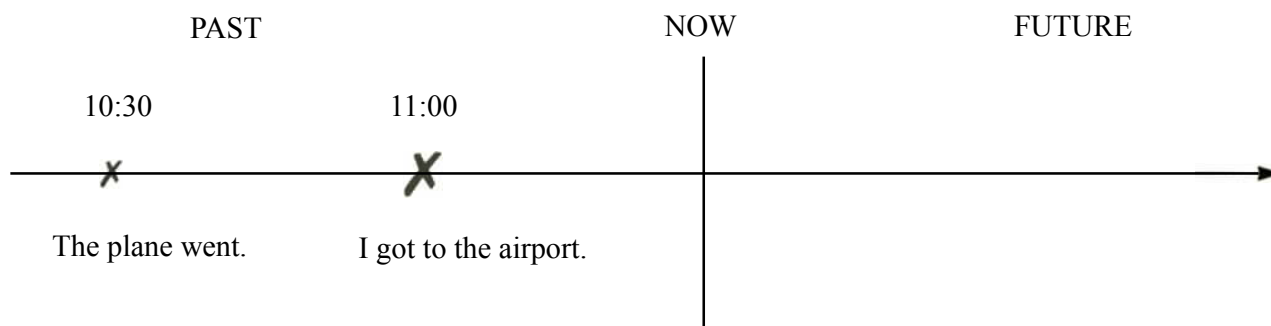 PAST NOW FUTURE
10:30 11:00
The plane went. I got to the airport.